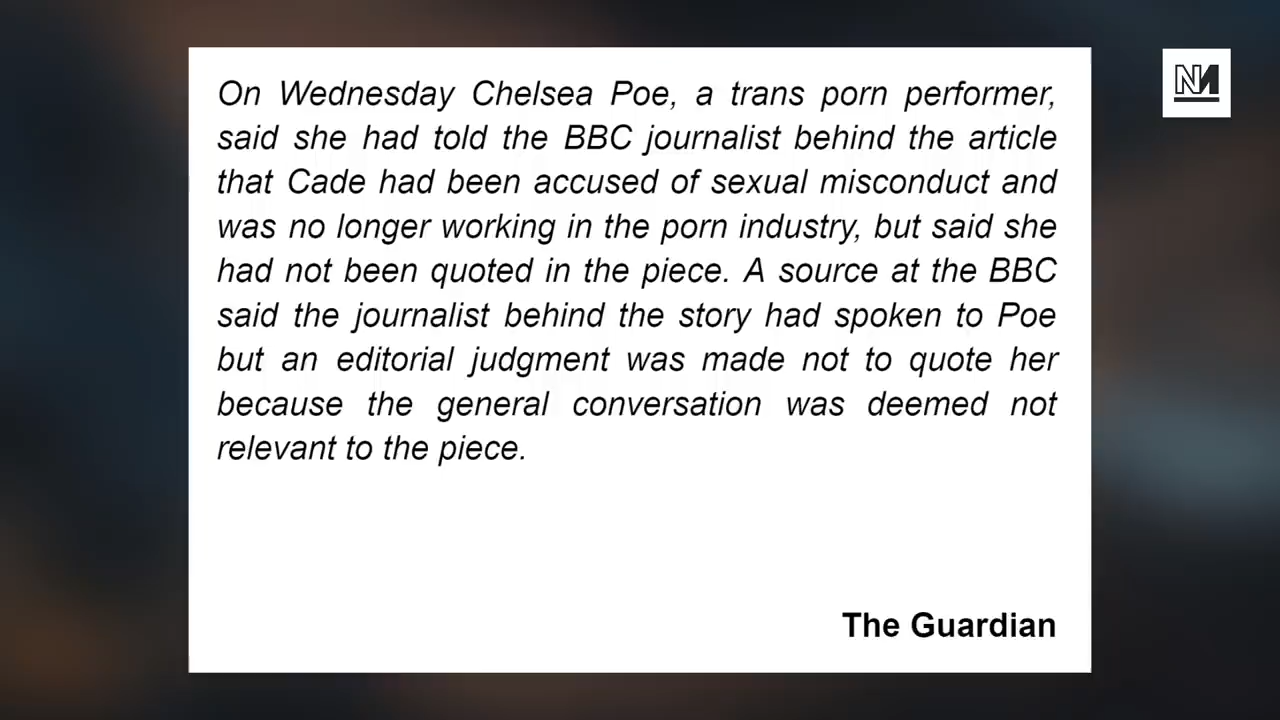 On Wednesday Chelsea Poe, a trans porn performer,
said she had told the BBC journalist behind the article
that Cade had been accused of sexual misconduct and
was no longer working in the porn industry, but said she
had not been quoted in the piece. A source at the BBC
said the journalist behind the story had spoken to Poe
but an editorial judgment was made not to quote her
because the general conversation was deemed not
relevant to the piece.
The Guardian
NM